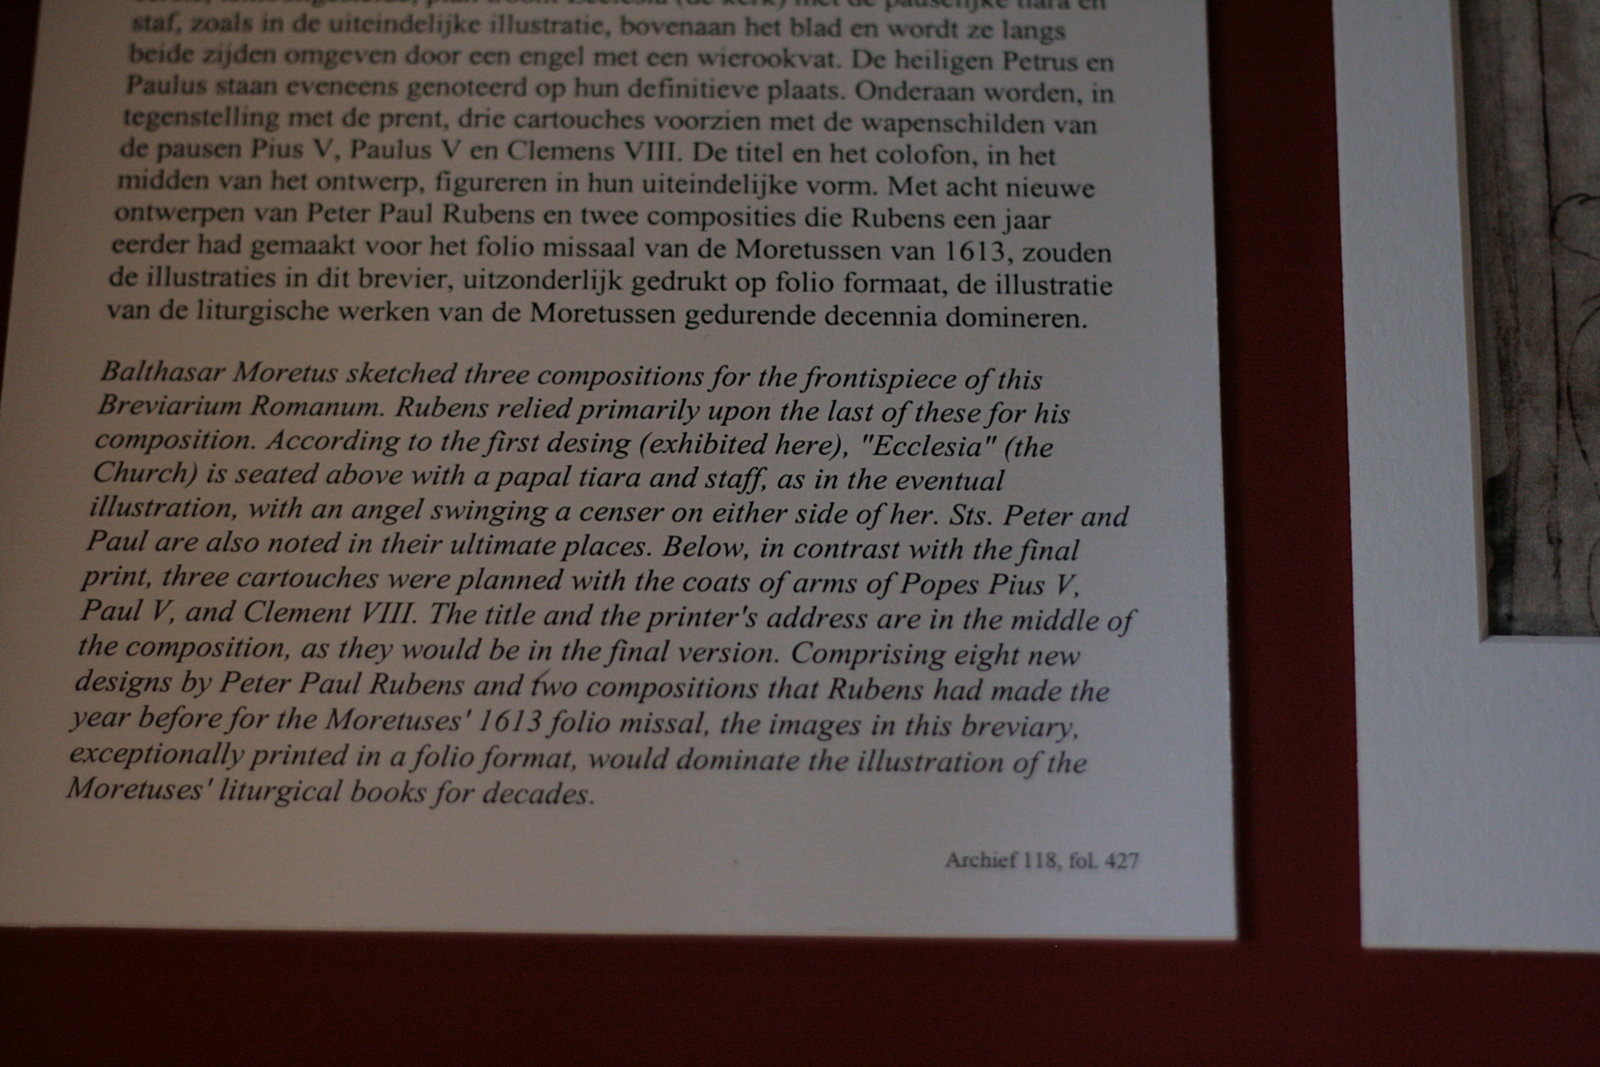 met de pauselijke tiara en
staf, zoals in de uiteindelijke illustratie, bovenaan het blad en wordt ze langs
beide zijden omgeven door een engel met een wierookvat. De heiligen Petrus en
Paulus staan eveneens genoteerd op hun definitieve plaats. Onderaan worden, in
tegenstelling met de prent, drie cartouches voorzien met de wapenschilden van
de pausen Pius V, Paulus V en Clemens VIII. De titel en het colofon, in het
midden van het ontwerp, figureren in hun uiteindelijke vorm. Met acht nieuwe
ontwerpen van Peter Paul Rubens en twee composities die Rubens een jaar
eerder had gemaakt voor het folio missaal van de Moretussen van 1613, zouden
de illustraties in dit brevier, uitzonderlijk gedrukt op folio formaat, de illustratie
van de liturgische werken van de Moretussen gedurende decennia domineren.
Balthasar Moretus sketched three compositions for the frontispiece of this
Breviarium Romanum. Rubens relied primarily upon the last of these for his
composition. According to the first desing (exhibited here), "Ecclesia" (the
Church) is seated above with a papal tiara and staff, as in the eventual
illustration, with an angel swinging a censer on either side of her. Sts. Peter and
Paul are also noted in their ultimate places. Below, in contrast with the final
print, three cartouches were planned with the coats of arms of Popes Pius V,
Paul V, and Clement VIII. The title and the printer's address are in the middle of
the composition, as they would be in the final version. Comprising eight new
designs by Peter Paul Rubens and two compositions that Rubens had made the
year before for the Moretuses' 1613 folio missal, the images in this breviary,
exceptionally printed in a folio format, would dominate the illustration of the
Moretuses' liturgical books for decades.
Archief 118, fol. 427